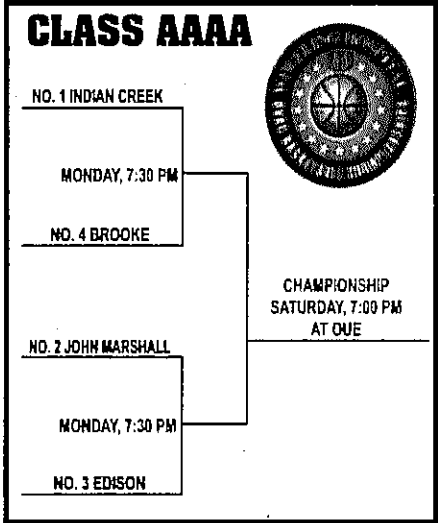 CLASS AAAA
NO. 1 INDIAN CREEK
MONDAY, 7:30 PM
NO. 4 BROOKE
CHAMPIONSHIP
SATURDAY, 7:00 PM
AT OUE
NO. 2 JOHN MARSHALL
MONDAY, 7:30 PM
NO. 3 EDISON